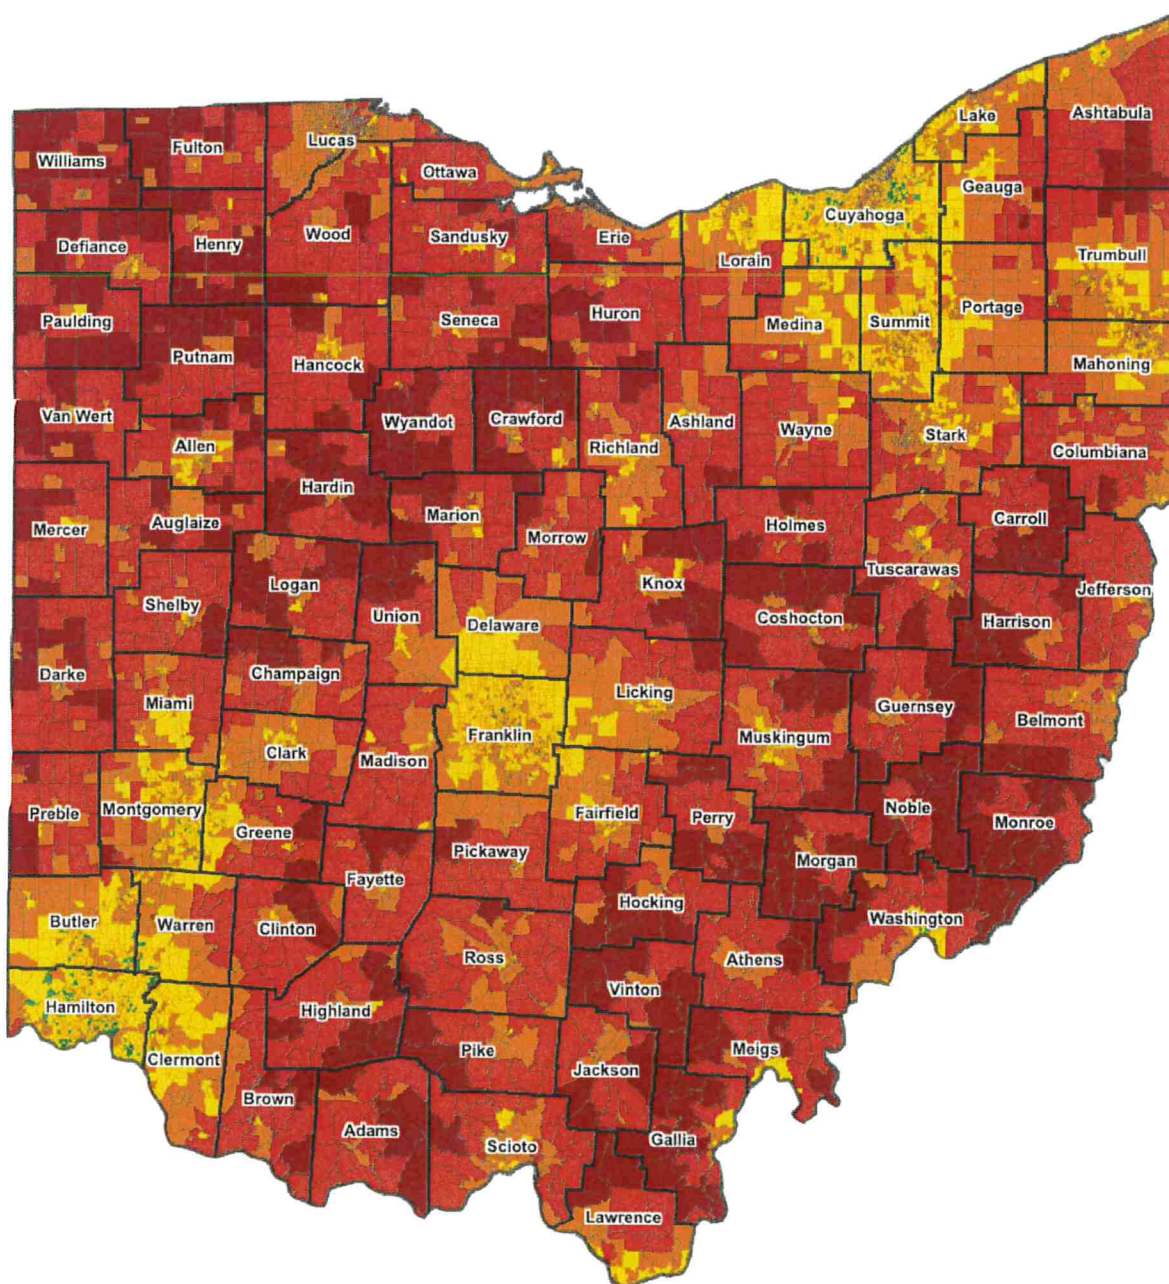 Lake
Ashtabula
Lucas
Fulton
Williams
Ottawa
Geauga
Cuyahoga
Wood
Sandusky
Erie
Henry
Defiance
Lorain
Trumbull
Portage
Huron
Seneca
Medina
Summit
Paulding
Putnam
Hancock
Mahoning
Van Wert
Wyandot
Crawford
Ashland
Wayne
Stark
Allen
Richland
Columbiana
Hardin
Marion
Carroll
Auglaize
Holmes
Mercer
Morrow
Tuscarawas
Logan
Knox
Jefferson
Shelby
Union
Delaware
Coshocton
Harrison
Darke
Champaign
Licking
Miami
Guernsey
Belmont
Franklin
Muskingum
Clark
Madison
Noble
Montgomery
Preble
Fairfield
Perry
Monroe
Greene
Pickaway
Morgan
Fayette
Hocking
Washington
Butler
Warren
Clinton
Ross
Athens
Vinton
Hamilton
Highland
Pike
Meigs
Clermont
Jackson
Brown
Adams
Gallia
Scioto
Lawrence